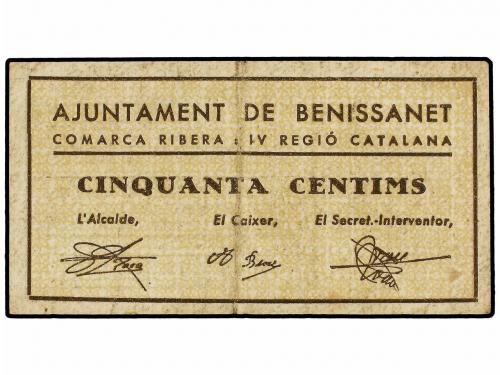 AJUNTAMENT DE BENISSANET
COMARCA RIBERA : IV REGIÓ CATALANA
CINQUANTA CENTIMS
L'Alcalde, El Caixer, El Secret.-Interventor,